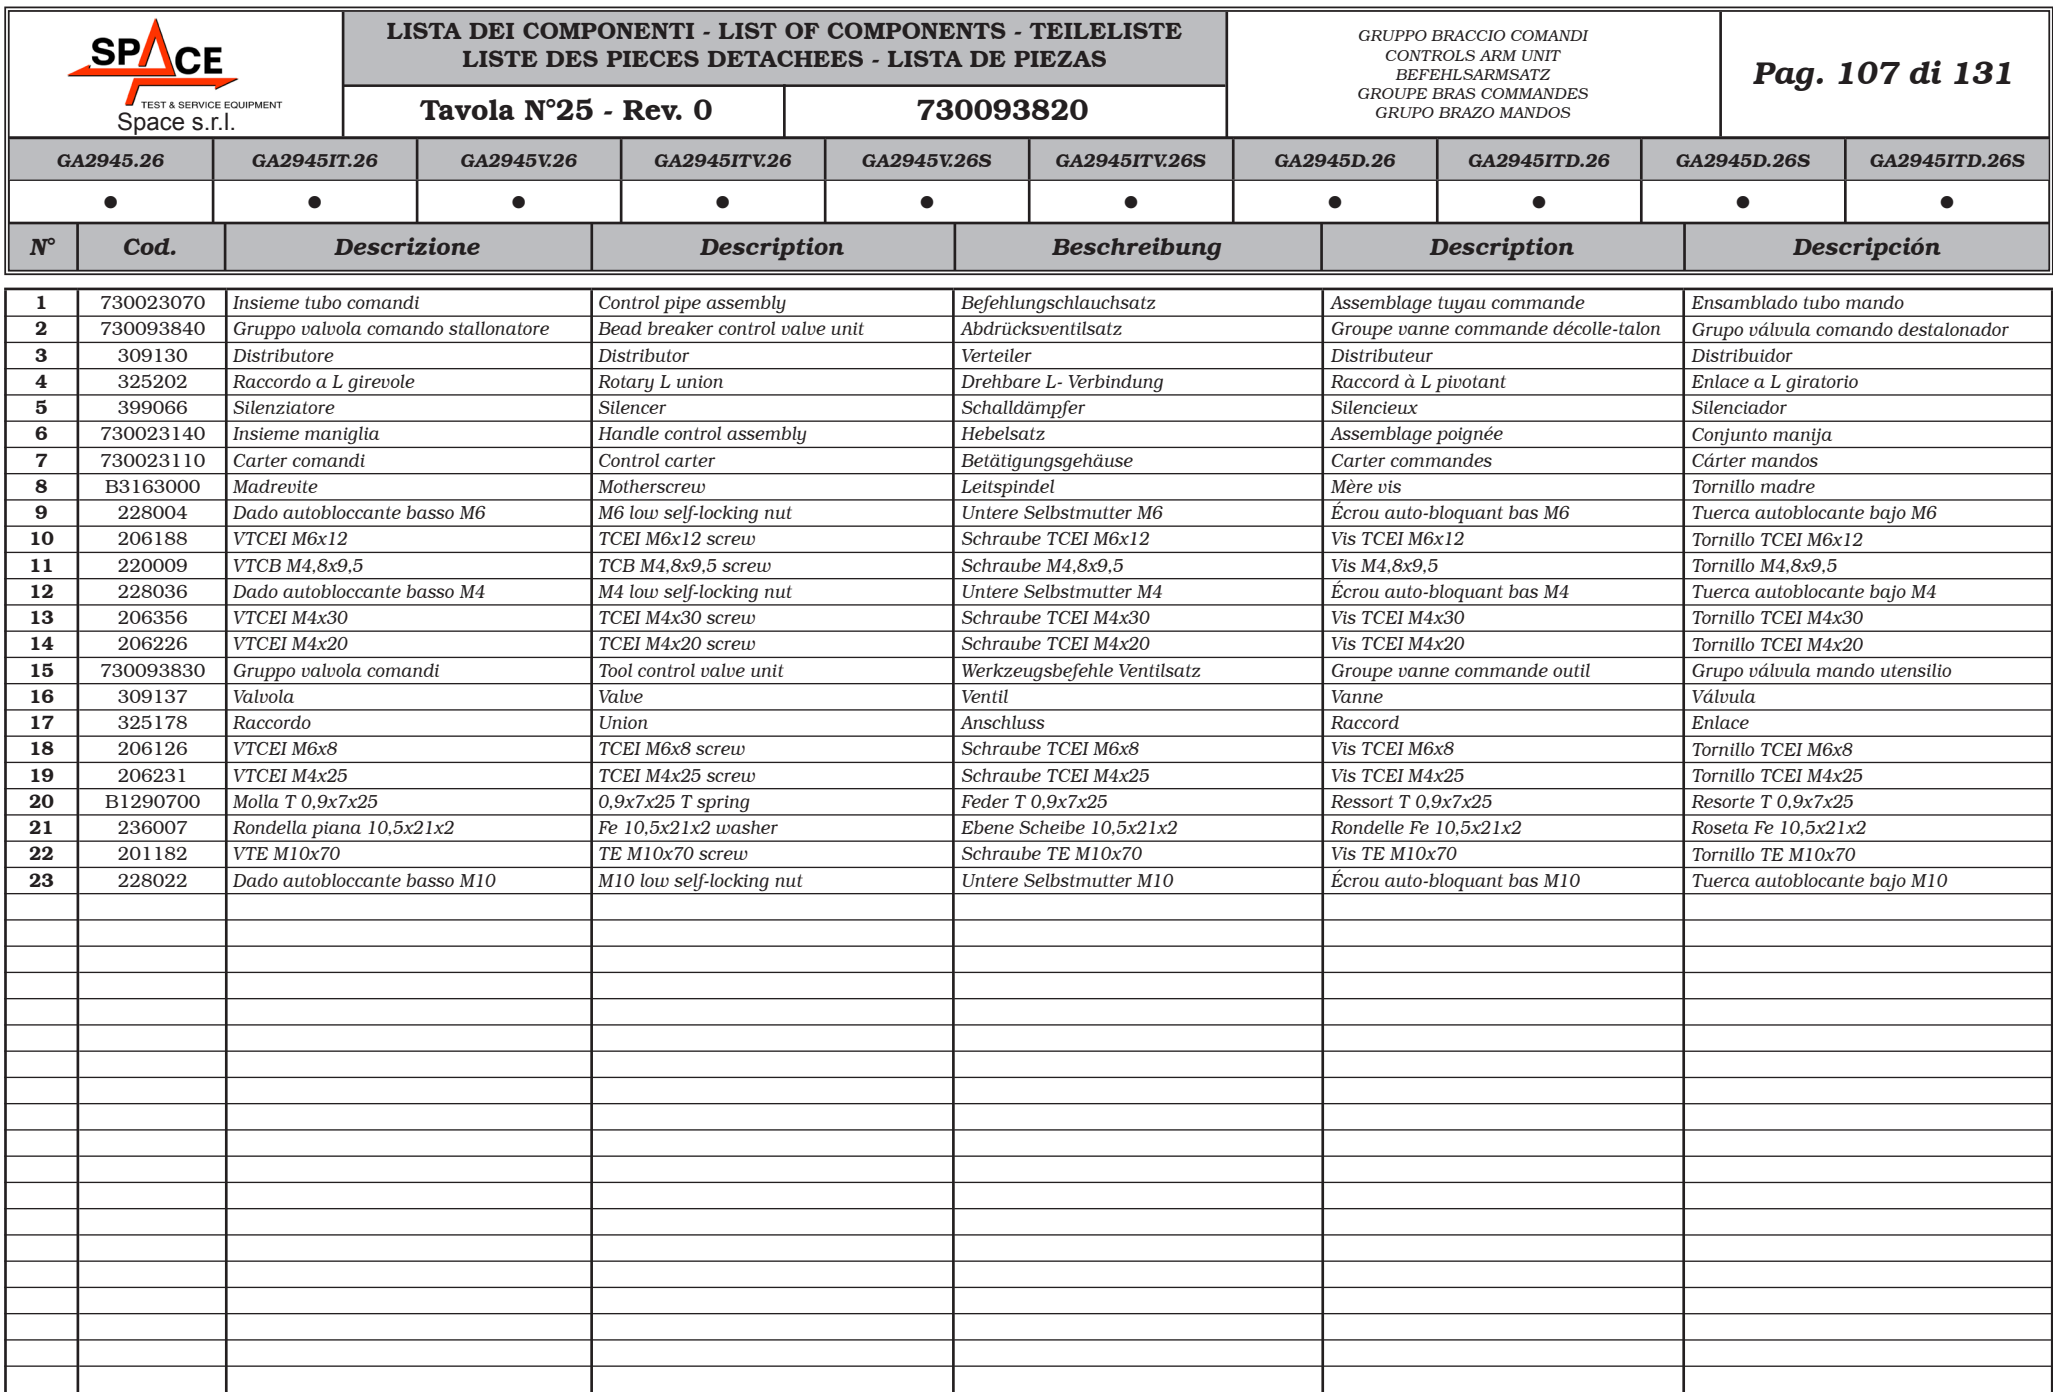 SPACE
TEST & SERVICE EQUIPMENT
Space s.r.l.
LISTA DEI COMPONENTI - LIST OF COMPONENTS - TEILELISTE
LISTE DES PIECES DETACHEES - LISTA DE PIEZAS
Tavola N°25 - Rev. 0 730093820
GRUPPO BRACCIO COMANDI
CONTROLS ARM UNIT
BEFEHLSARMSATZ
GROUPE BRAS COMMANDES
GRUPO BRAZO MANDOS
Pag. 107 di 131
GA2945.26 GA2945IT.26 GA2945V.26 GA2945ITV.26 GA2945V.26S GA2945ITV.26S GA2945D.26 GA2945ITD.26 GA2945D.26S GA2945ITD.26S
● ● ● ● ● ● ● ● ● ●
N° Cod. Descrizione Description Beschreibung Description Descripción
1 730023070 Insieme tubo comandi Control pipe assembly Befehlungschlauchsatz Assemblage tuyau commande Ensamblado tubo mando
2 730093840 Gruppo valvola comando stallonatore Bead breaker control valve unit Abdrücksventilsatz Groupe vanne commande décolle-talon Grupo válvula comando destalonador
3 309130 Distributore Distributor Verteiler Distributeur Distribuidor
4 325202 Raccordo a L girevole Rotary L union Drehbare L- Verbindung Raccord à L pivotant Enlace a L giratorio
5 399066 Silenziatore Silencer Schalldämpfer Silencieux Silenciador
6 730023140 Insieme maniglia Handle control assembly Hebelsatz Assemblage poignée Conjunto manija
7 730023110 Carter comandi Control carter Betätigungsgehäuse Carter commandes Cárter mandos
8 B3163000 Madrevite Motherscrew Leitspindel Mère vis Tornillo madre
9 228004 Dado autobloccante basso M6 M6 low self-locking nut Untere Selbstmutter M6 Écrou auto-bloquant bas M6 Tuerca autoblocante bajo M6
10 206188 VTCEI M6x12 TCEI M6x12 screw Schraube TCEI M6x12 Vis TCEI M6x12 Tornillo TCEI M6x12
11 220009 VTCB M4,8x9,5 TCB M4,8x9,5 screw Schraube M4,8x9,5 Vis M4,8x9,5 Tornillo M4,8x9,5
12 228036 Dado autobloccante basso M4 M4 low self-locking nut Untere Selbstmutter M4 Écrou auto-bloquant bas M4 Tuerca autoblocante bajo M4
13 206356 VTCEI M4x30 TCEI M4x30 screw Schraube TCEI M4x30 Vis TCEI M4x30 Tornillo TCEI M4x30
14 206226 VTCEI M4x20 TCEI M4x20 screw Schraube TCEI M4x20 Vis TCEI M4x20 Tornillo TCEI M4x20
15 730093830 Gruppo valvola comandi Tool control valve unit Werkzeugsbefehle Ventilsatz Groupe vanne commande outil Grupo válvula mando utensilio
16 309137 Valvola Valve Ventil Vanne Válvula
17 325178 Raccordo Union Anschluss Raccord Enlace
18 206126 VTCEI M6x8 TCEI M6x8 screw Schraube TCEI M6x8 Vis TCEI M6x8 Tornillo TCEI M6x8
19 206231 VTCEI M4x25 TCEI M4x25 screw Schraube TCEI M4x25 Vis TCEI M4x25 Tornillo TCEI M4x25
20 B1290700 Molla T 0,9x7x25 0,9x7x25 T spring Feder T 0,9x7x25 Ressort T 0,9x7x25 Resorte T 0,9x7x25
21 236007 Rondella piana 10,5x21x2 Fe 10,5x21x2 washer Ebene Scheibe 10,5x21x2 Rondelle Fe 10,5x21x2 Roseta Fe 10,5x21x2
22 201182 VTE M10x70 TE M10x70 screw Schraube TE M10x70 Vis TE M10x70 Tornillo TE M10x70
23 228022 Dado autobloccante basso M10 M10 low self-locking nut Untere Selbstmutter M10 Écrou auto-bloquant bas M10 Tuerca autoblocante bajo M10